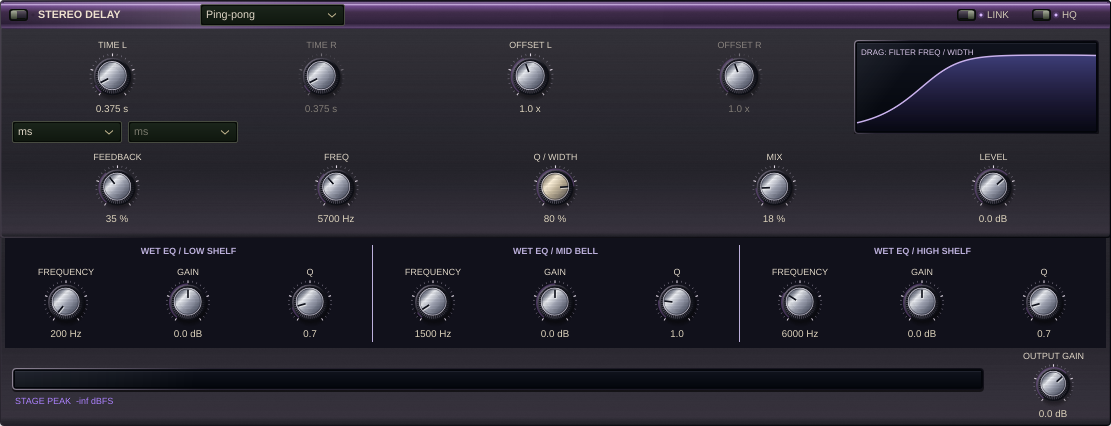 STEREO DELAY Ping-pong LINK HQ
TIME L TIME R OFFSET L OFFSET R
DRAG: FILTER FREQ / WIDTH
0.375 s 0.375 s 1.0 x 1.0 x
ms ms
FEEDBACK FREQ Q / WIDTH MIX LEVEL
35 % 5700 Hz 80 % 18 % 0.0 dB
WET EQ / LOW SHELF WET EQ / MID BELL WET EQ / HIGH SHELF
FREQUENCY GAIN Q FREQUENCY GAIN Q FREQUENCY GAIN Q
200 Hz 0.0 dB 0.7 1500 Hz 0.0 dB 1.0 6000 Hz 0.0 dB 0.7
OUTPUT GAIN
STAGE PEAK -inf dBFS
0.0 dB